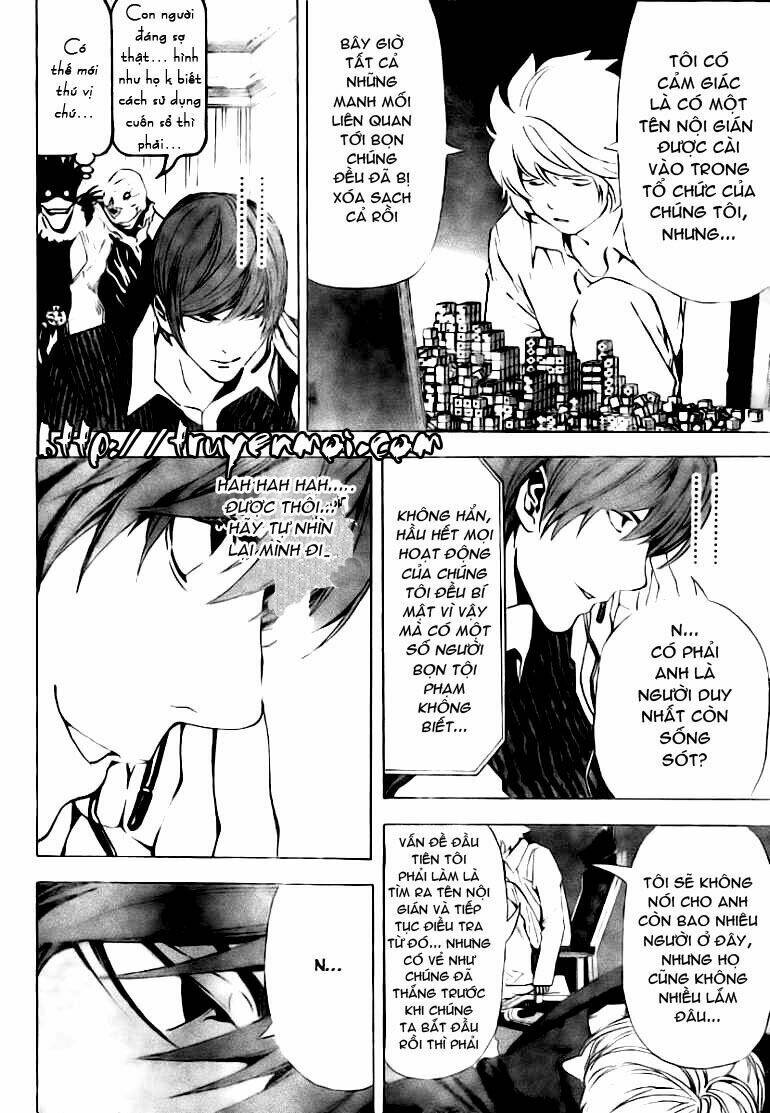 TÔI CÓ
CẢM GIÁC
LÀ CÓ MỘT
TÊN NỘI GIÁN
ĐƯỢC CÀI
VÀO TRONG
TỔ CHỨC CỦA
CHÚNG TÔI,
NHƯNG...
BÂY GIỜ
TẤT CẢ
NHỮNG
MANH MỐI
LIÊN QUAN
TỚI BỌN
CHÚNG
ĐỀU ĐÃ BỊ
XÓA SẠCH
CẢ RỒI
Con người
đáng sợ
thật... hình
như họ k biết
cách sử dụng
cuốn sổ thì
phải...
Có
thế mới
thú vị
chứ...
http://truyenmoi.com
N...
CÓ PHẢI
ANH LÀ
NGƯỜI DUY
NHẤT CÒN
SỐNG
SÓT?
KHÔNG HẲN,
HẦU HẾT MỌI
HOẠT ĐỘNG
CỦA CHÚNG
TÔI ĐỀU BÍ
MẬT VÌ VẬY
MÀ CÓ MỘT
SỐ NGƯỜI
BỌN TỘI
PHẠM
KHÔNG
BIẾT...
HAH HAH HAH.....
ĐƯỢC THÔI...
HÃY TỰ NHÌN
LẠI MÌNH ĐI..
TÔI SẼ KHÔNG
NÓI CHO ANH
CÒN BAO NHIÊU
NGƯỜI Ở ĐÂY,
NHƯNG HỌ
CŨNG KHÔNG
NHIỀU LẮM
ĐÂU...
VẤN ĐỀ ĐẦU
TIÊN TÔI
PHẢI LÀM LÀ
TÌM RA TÊN NỘI
GIÁN VÀ TIẾP
TỤC ĐIỀU TRA
TỪ ĐÓ... NHƯNG
CÓ VẺ NHƯ
CHÚNG ĐÃ
THẮNG TRƯỚC
KHI CHÚNG
TA BẮT ĐẦU
RỒI THÌ PHẢI
N...